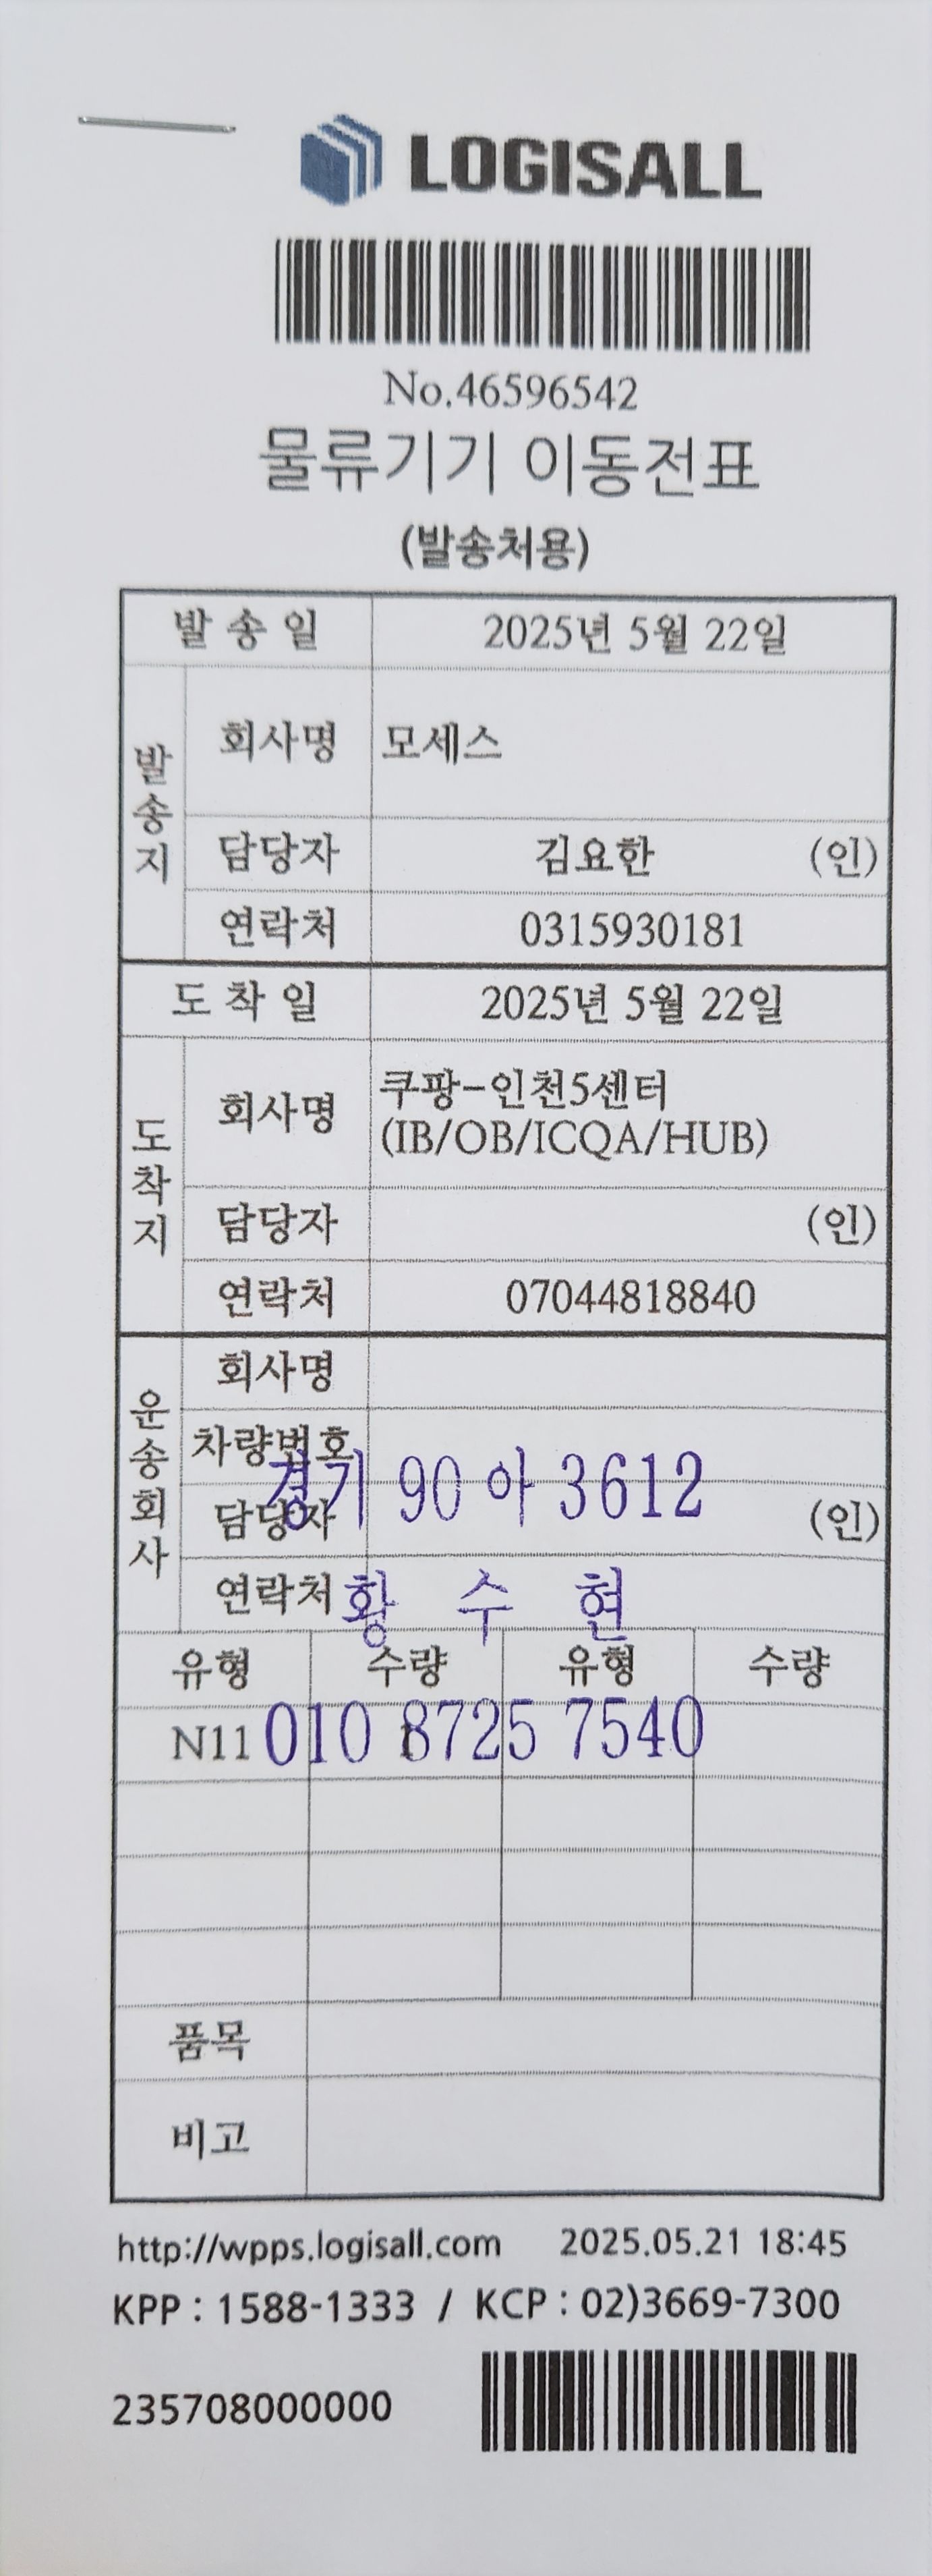 LOGISALL
No.46596542
물류기기 이동전표
(발송처용)
발 송 일 2025년 5월 22일
발송지
회사명 모세스
담당자 김요한 (인)
연락처 0315930181
도 착 일 2025년 5월 22일
도착지
회사명 쿠팡-인천5센터
(IB/OB/ICQA/HUB)
담당자 (인)
연락처 07044818840
운송회사
회사명
차량번호
경기 90 아 3612
담당자 (인)
연락처
황 수 현
유형 수량 유형 수량
N11
010 8725 7540
품목
비고
http://wpps.logisall.com 2025.05.21 18:45
KPP : 1588-1333 / KCP : 02)3669-7300
235708000000